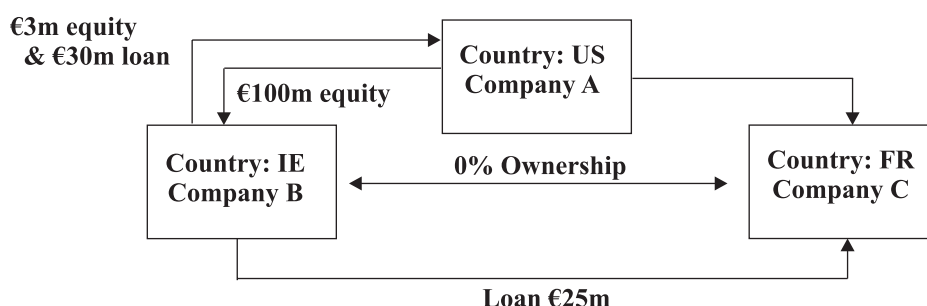 €3m equity
& €30m loan
Country: US
Company A
€100m equity
Country: IE
Company B
0% Ownership
Country: FR
Company C
Loan €25m